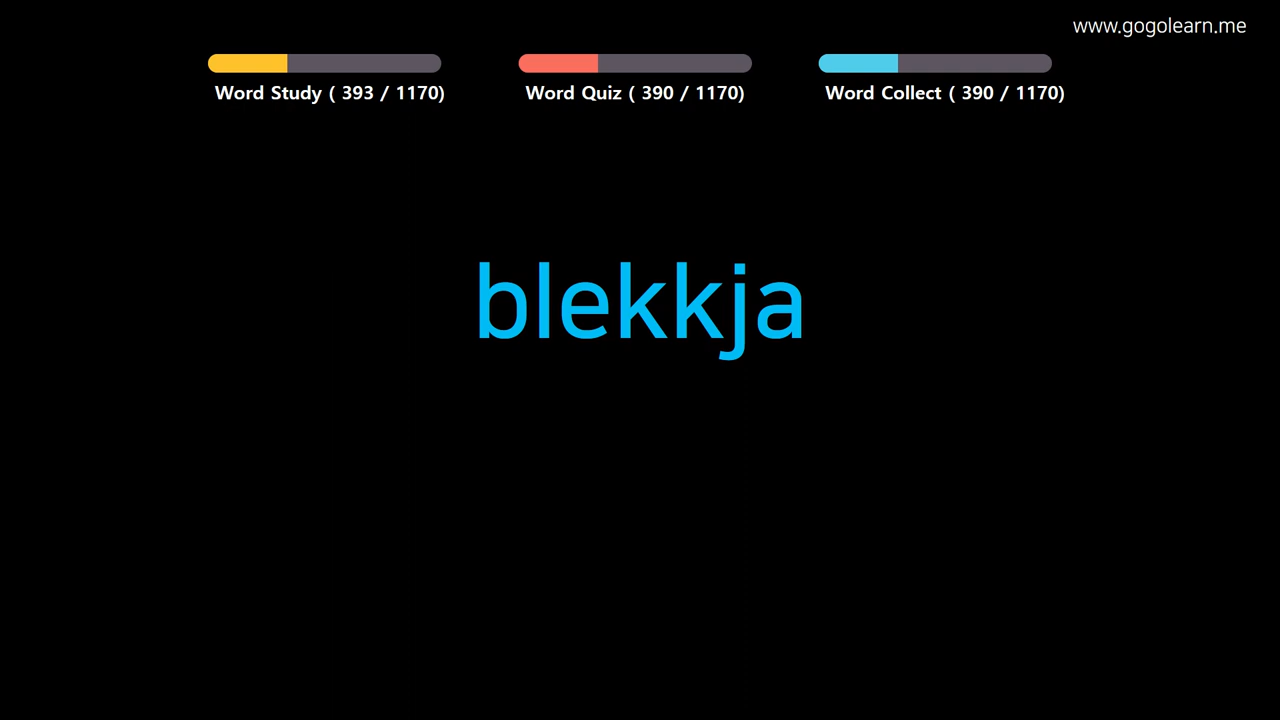 www.gogolearn.me
Word Study ( 393 / 1170)
Word Quiz ( 390 / 1170)
Word Collect ( 390 / 1170)
blekkja